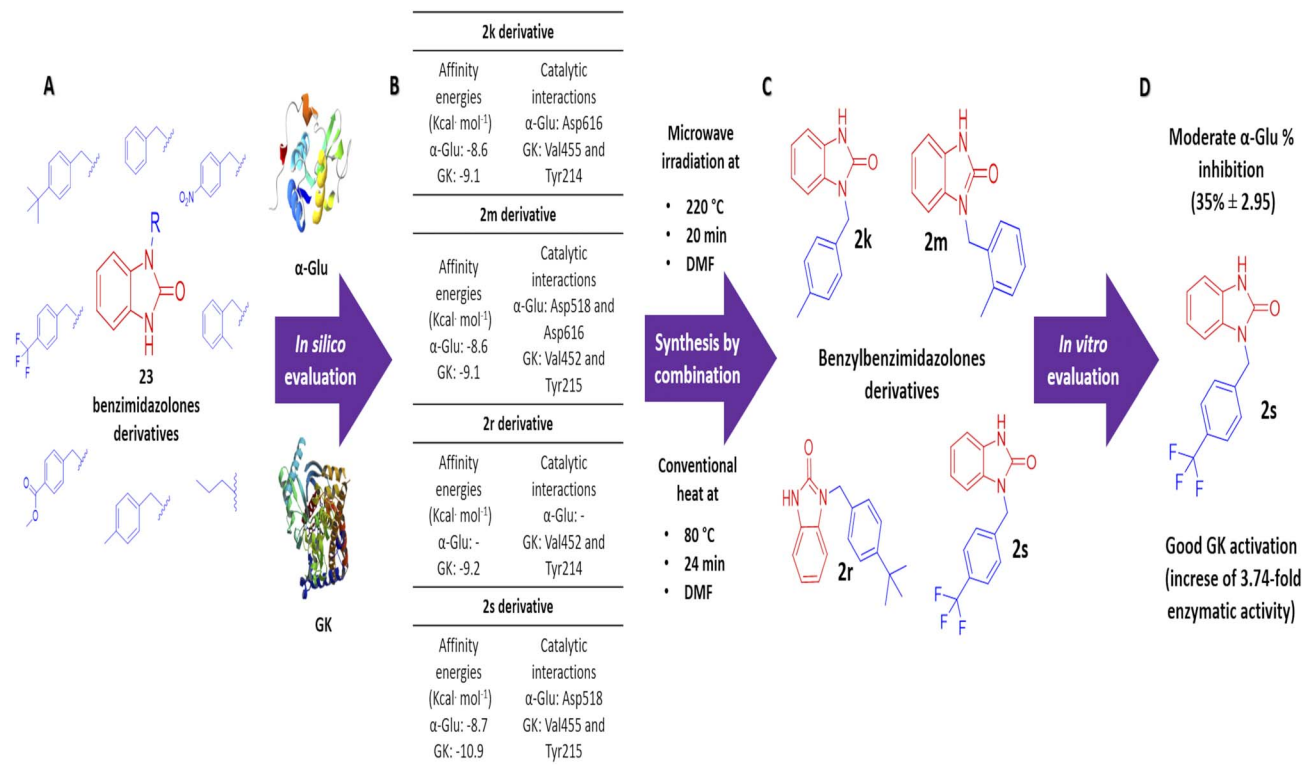 A
O₂N
R
N
O
N
H
F
F
F
O
O
23
benzimidazolones
derivatives
α-Glu
In silico
evaluation
GK
B
2k derivative
Affinity
energies
(Kcal· mol⁻¹)
α-Glu: -8.6
GK: -9.1
Catalytic
interactions
α-Glu: Asp616
GK: Val455 and
Tyr214
2m derivative
Affinity
energies
(Kcal· mol⁻¹)
α-Glu: -8.6
GK: -9.1
Catalytic
interactions
α-Glu: Asp518 and
Asp616
GK: Val452 and
Tyr215
2r derivative
Affinity
energies
(Kcal· mol⁻¹)
α-Glu: -
GK: -9.2
Catalytic
interactions
α-Glu: -
GK: Val452 and
Tyr214
2s derivative
Affinity
energies
(Kcal· mol⁻¹)
α-Glu: -8.7
GK: -10.9
Catalytic
interactions
α-Glu: Asp518
GK: Val455 and
Tyr215
Microwave
irradiation at
• 220 °C
• 20 min
• DMF
Synthesis by
combination
Conventional
heat at
• 80 °C
• 24 min
• DMF
C
H
N
O
N
2k
H
N
O
N
2m
Benzylbenzimidazolones
derivatives
O
HN
N
2r
H
N
O
N
F
F
F
2s
In vitro
evaluation
D
Moderate α-Glu %
inhibition
(35% ± 2.95)
H
N
O
N
F
F
F
2s
Good GK activation
(increse of 3.74-fold
enzymatic activity)